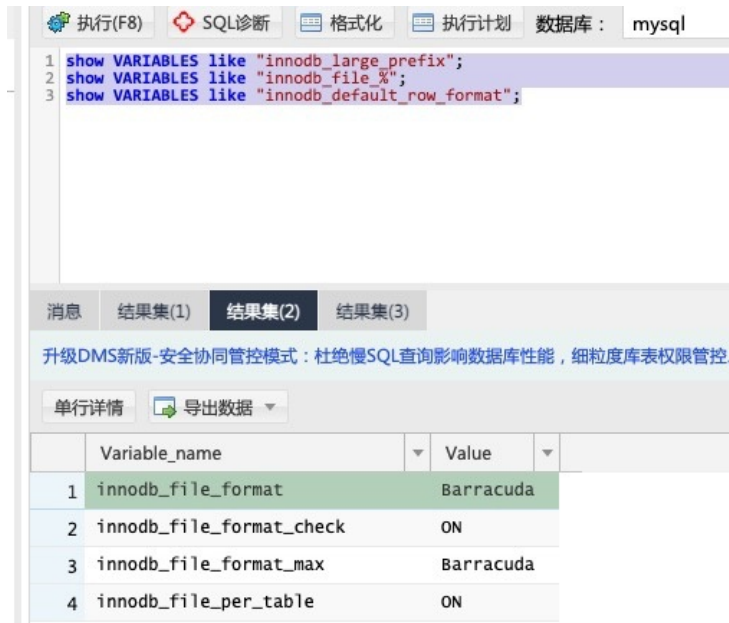 执行(F8) SQL诊断 格式化 执行计划 数据库： mysql
1 show VARIABLES like "innodb_large_prefix";
2 show VARIABLES like "innodb_file_%";
3 show VARIABLES like "innodb_default_row_format";
消息 结果集(1) 结果集(2) 结果集(3)
升级DMS新版-安全协同管控模式：杜绝慢SQL查询影响数据库性能，细粒度库表权限管控
单行详情 导出数据
Variable_name Value
1 innodb_file_format Barracuda
2 innodb_file_format_check ON
3 innodb_file_format_max Barracuda
4 innodb_file_per_table ON